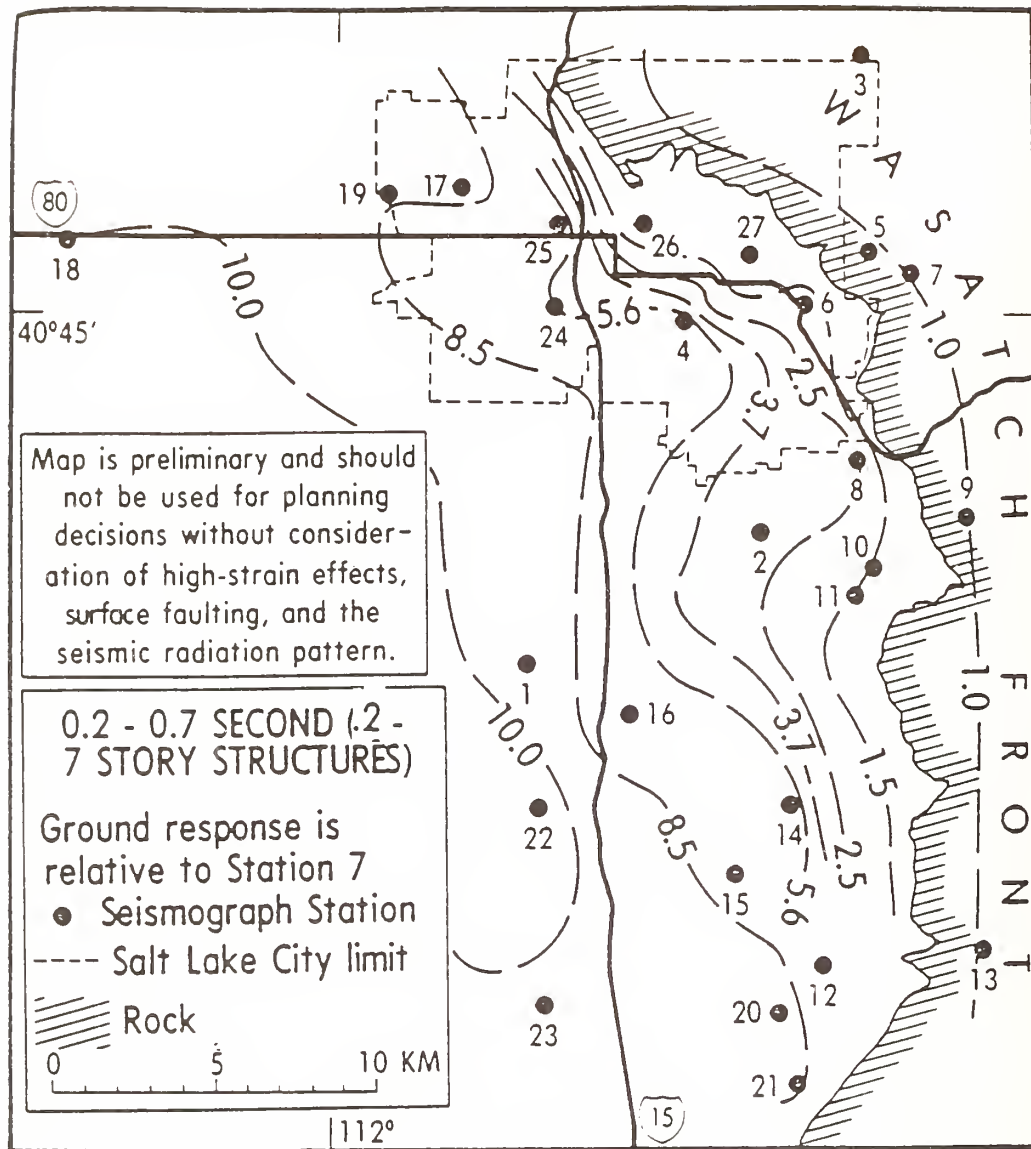 3
W
A
S
A
T
C
H
F
R
O
N
T
80
19
17
18
10.0
25
26.
27
5
7
6
40°45'
8.5
24
5.6
4
2.5
1.0
3.7
Map is preliminary and should
not be used for planning
decisions without consider-
ation of high-strain effects,
surface faulting, and the
seismic radiation pattern.
8
9
2
10
11
1
10.0
16
1.0
3.7
1.5
0.2 - 0.7 SECOND (.2 -
7 STORY STRUCTURES)
Ground response is
relative to Station 7
Seismograph Station
Salt Lake City limit
Rock
0 5 10 KM
22
8.5
14
2.5
15
5.6
12
13
23
20
21
15
112°